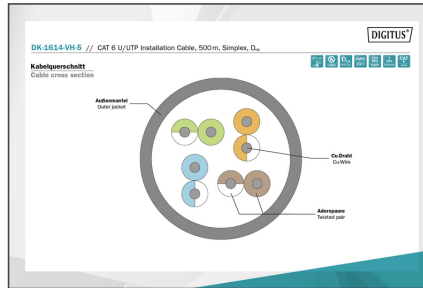 DIGITUS®
DK-1614-VH-5 // CAT 6 U/UTP Installation Cable, 500 m, Simplex, Dca
Kabelquerschnitt
Cable cross section
Außenmantel
Outer jacket
Cu-Draht
Cu-Wire
Adernpaare
Twisted pair